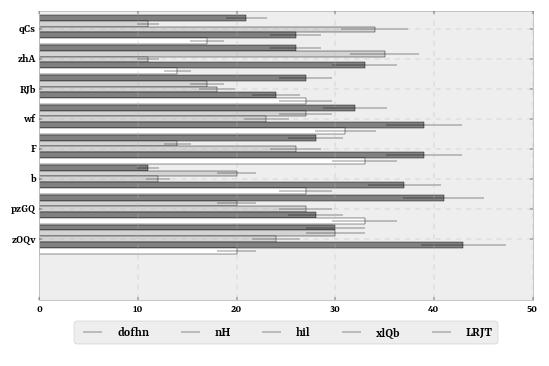 qCs
zhA
RJb
wf
F
b
pzGQ
zOQv
0 10 20 30 40 50
dofhn nH hil xlQb LRJT